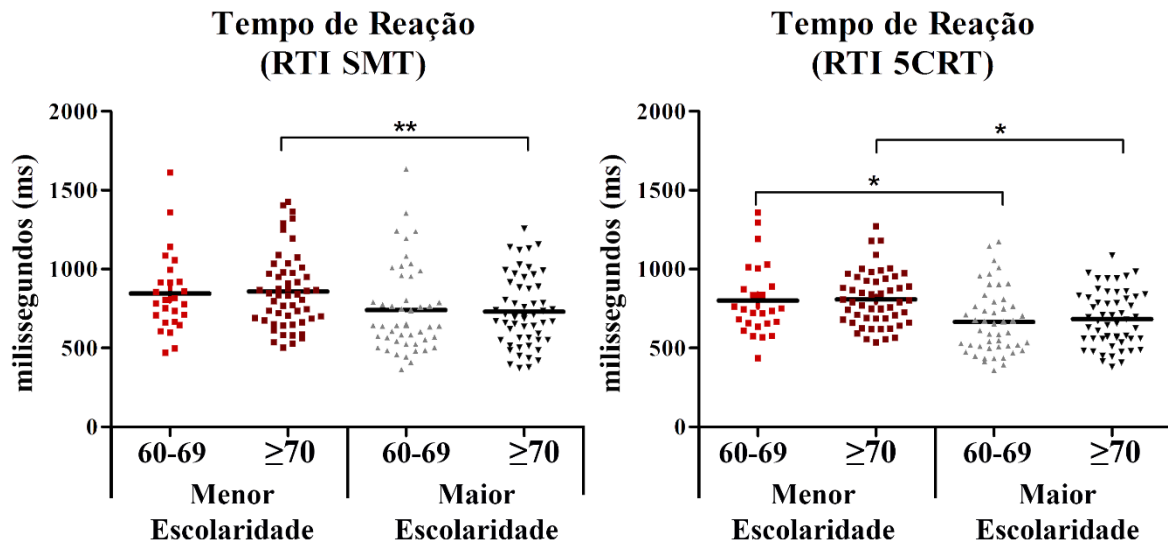 Tempo de Reação
(RTI SMT)
milissegundos (ms)
2000
1500
1000
500
0
**
60-69
≥70
60-69
≥70
Menor
Escolaridade
Maior
Escolaridade
Tempo de Reação
(RTI 5CRT)
milissegundos (ms)
2000
1500
1000
500
0
*
*
60-69
≥70
60-69
≥70
Menor
Escolaridade
Maior
Escolaridade